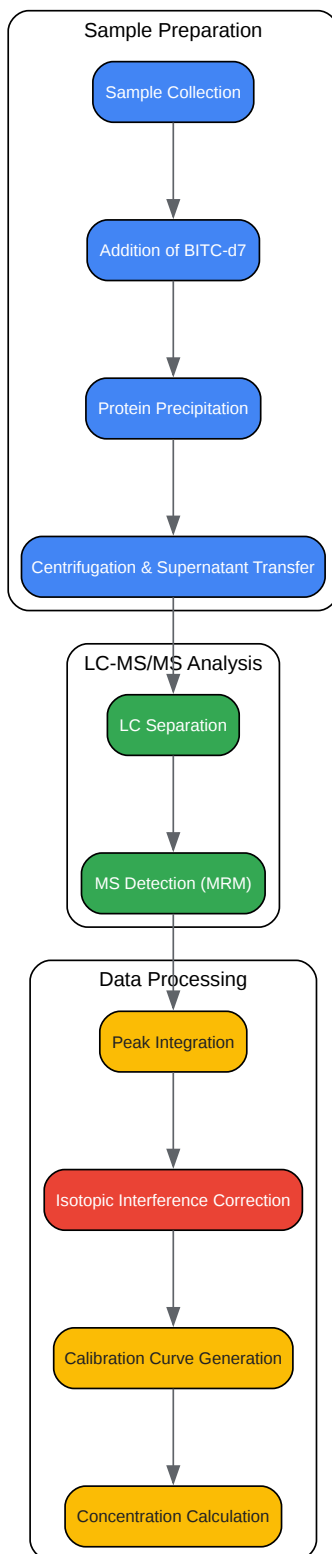 Sample Preparation
Sample Collection
Addition of BITC-d7
Protein Precipitation
Centrifugation & Supernatant Transfer
LC-MS/MS Analysis
LC Separation
MS Detection (MRM)
Data Processing
Peak Integration
Isotopic Interference Correction
Calibration Curve Generation
Concentration Calculation